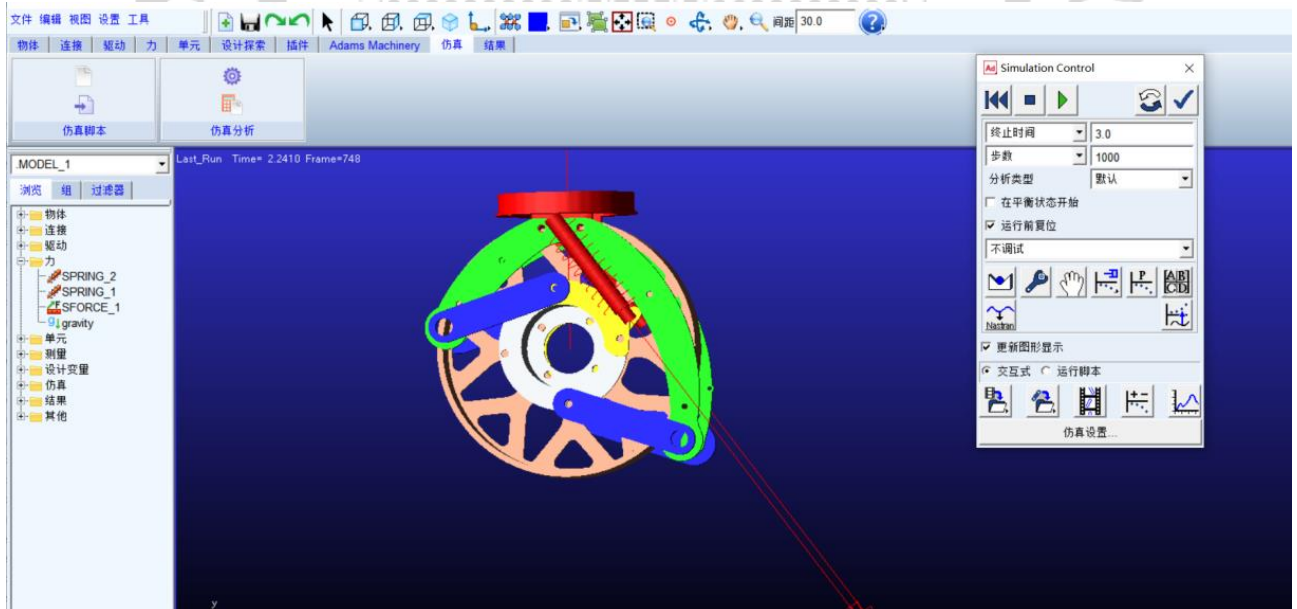 文件 编辑 视图 设置 工具
间距 30.0
物体 连接 驱动 力 单元 设计探索 插件 Adams Machinery 仿真 结果
仿真脚本 仿真分析
.MODEL_1
浏览 组 过滤器
物体
连接
驱动
力
SPRING_2
SPRING_1
SFORCE_1
gravity
单元
测量
设计变量
仿真
结果
其他
Last_Run Time= 2.2410 Frame=748
y
Ad Simulation Control
终止时间 3.0
步数 1000
分析类型 默认
在平衡状态开始
运行前复位
不调试
P
AB
CD
Nastran
更新图形显示
交互式 运行脚本
仿真设置...